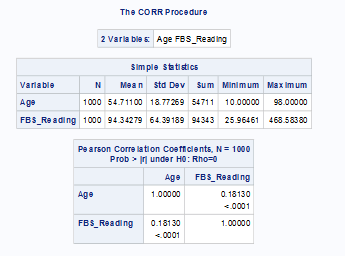 The CORR Procedure
2 Variables: Age FBS_Reading
Simple Statistics
Variable N Mean Std Dev Sum Minimum Maximum
Age 1000 54.71100 18.77269 54711 10.00000 98.00000
FBS_Reading 1000 94.34279 64.39189 94343 25.96461 468.58380
Pearson Correlation Coefficients, N = 1000
Prob > |r| under H0: Rho=0
Age FBS_Reading
Age 1.00000 0.18130
<.0001
FBS_Reading 0.18130 1.00000
<.0001